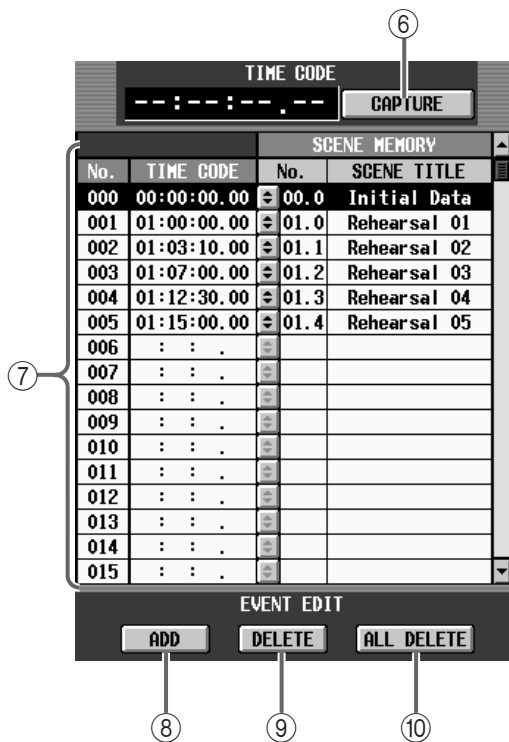 ⑥
TIME CODE
--:--:--.-- CAPTURE
SCENE MEMORY
No. TIME CODE No. SCENE TITLE
000 00:00:00.00 00.0 Initial Data
001 01:00:00.00 01.0 Rehearsal 01
002 01:03:10.00 01.1 Rehearsal 02
003 01:07:00.00 01.2 Rehearsal 03
004 01:12:30.00 01.3 Rehearsal 04
005 01:15:00.00 01.4 Rehearsal 05
006 : : .
⑦
007 : : .
008 : : .
009 : : .
010 : : .
011 : : .
012 : : .
013 : : .
014 : : .
015 : : .
EVENT EDIT
ADD DELETE ALL DELETE
⑧ ⑨ ⑩